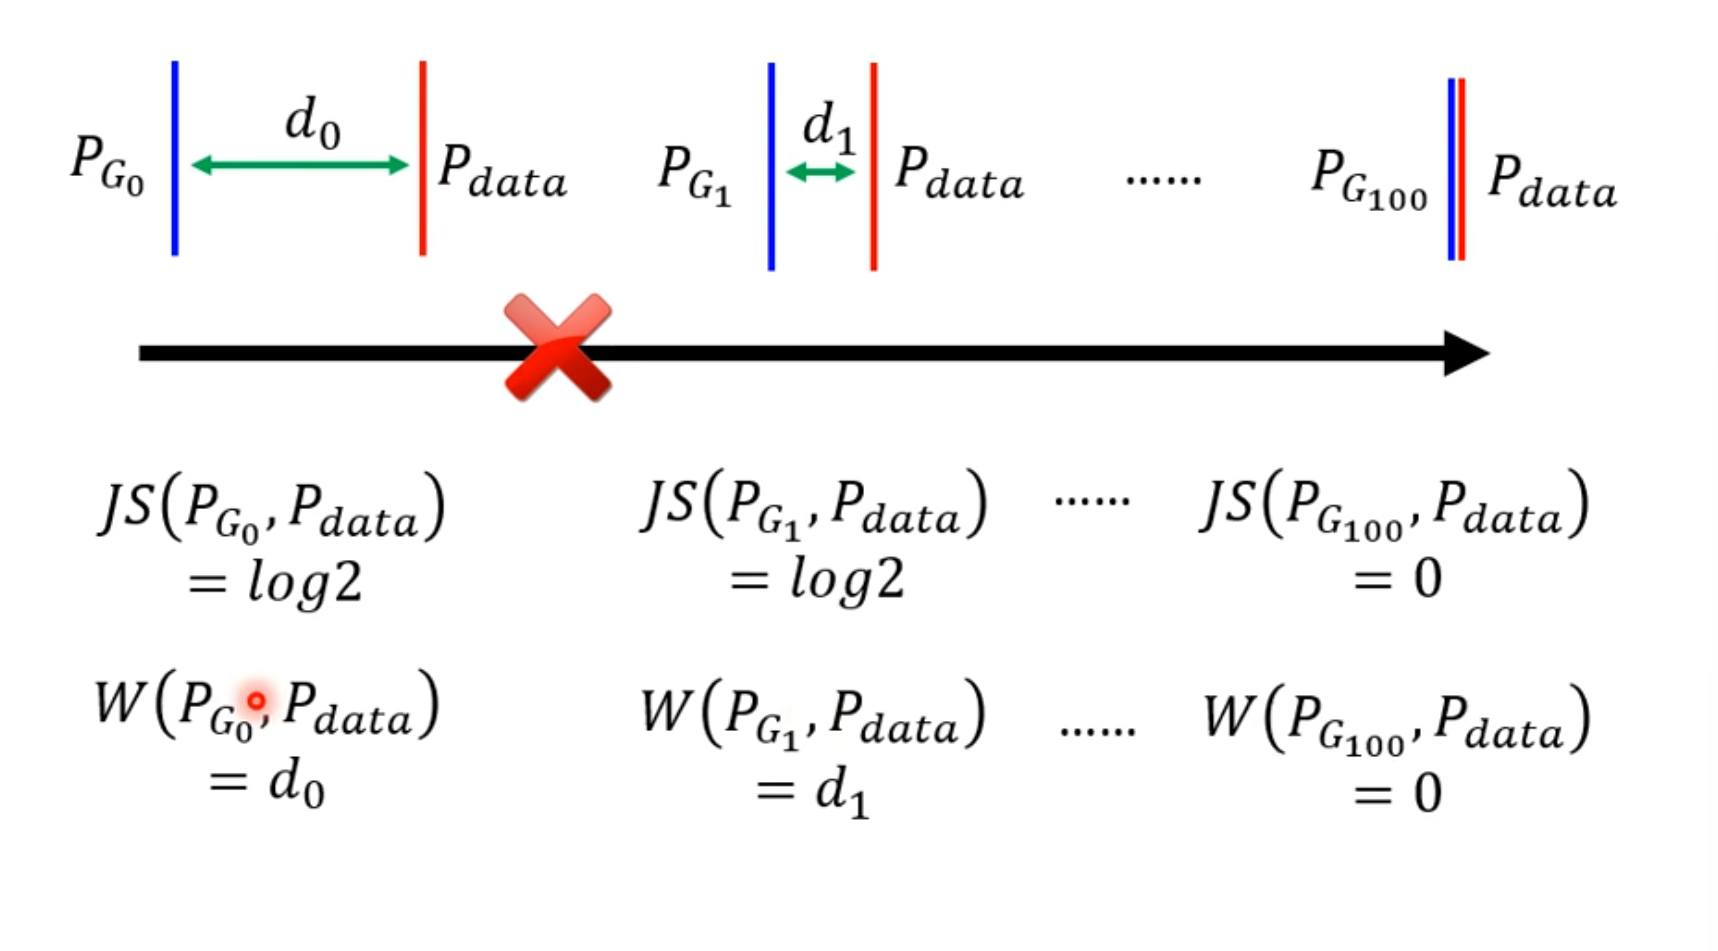 P_{G_0} d_0 P_{data} P_{G_1} d_1 P_{data} ...... P_{G_{100}} P_{data}
JS(P_{G_0}, P_{data}) JS(P_{G_1}, P_{data}) ...... JS(P_{G_{100}}, P_{data})
= log2 = log2 = 0
W(P_{G_0}, P_{data}) W(P_{G_1}, P_{data}) ...... W(P_{G_{100}}, P_{data})
= d_0 = d_1 = 0